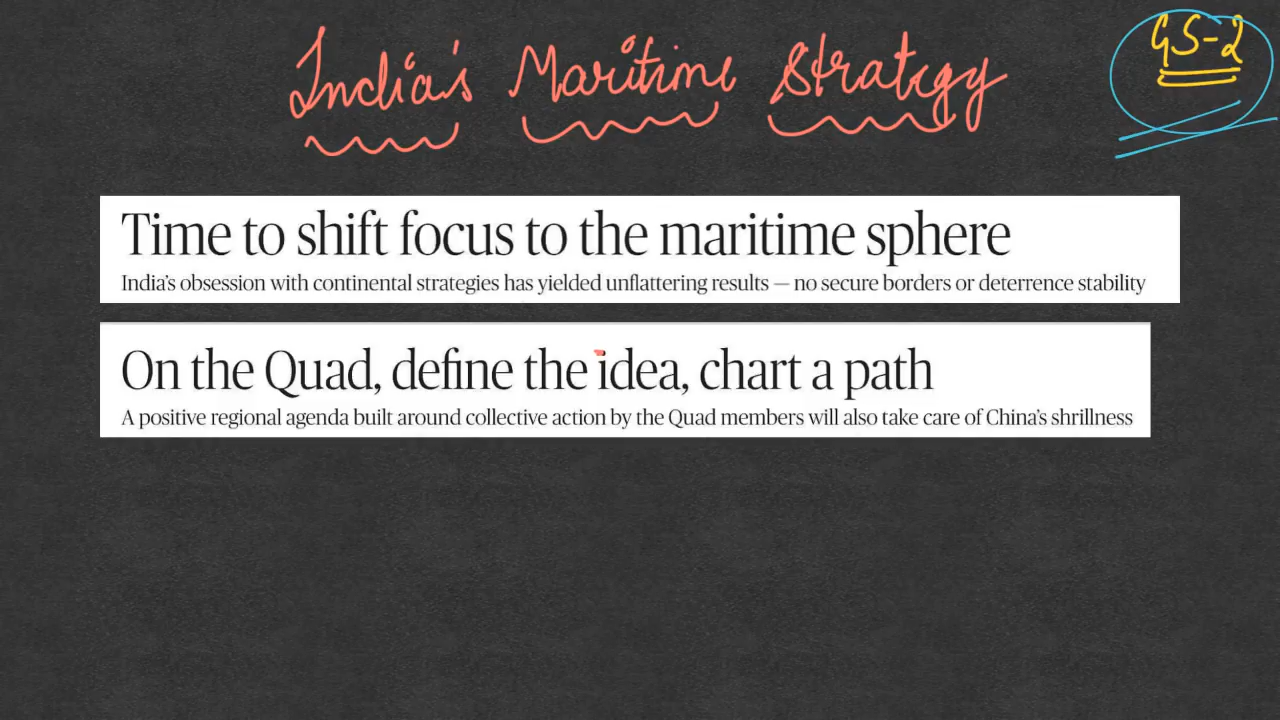 India's Maritime Strategy
GS-2
Time to shift focus to the maritime sphere
India's obsession with continental strategies has yielded unflattering results — no secure borders or deterrence stability
On the Quad, define the idea, chart a path
A positive regional agenda built around collective action by the Quad members will also take care of China's shrillness